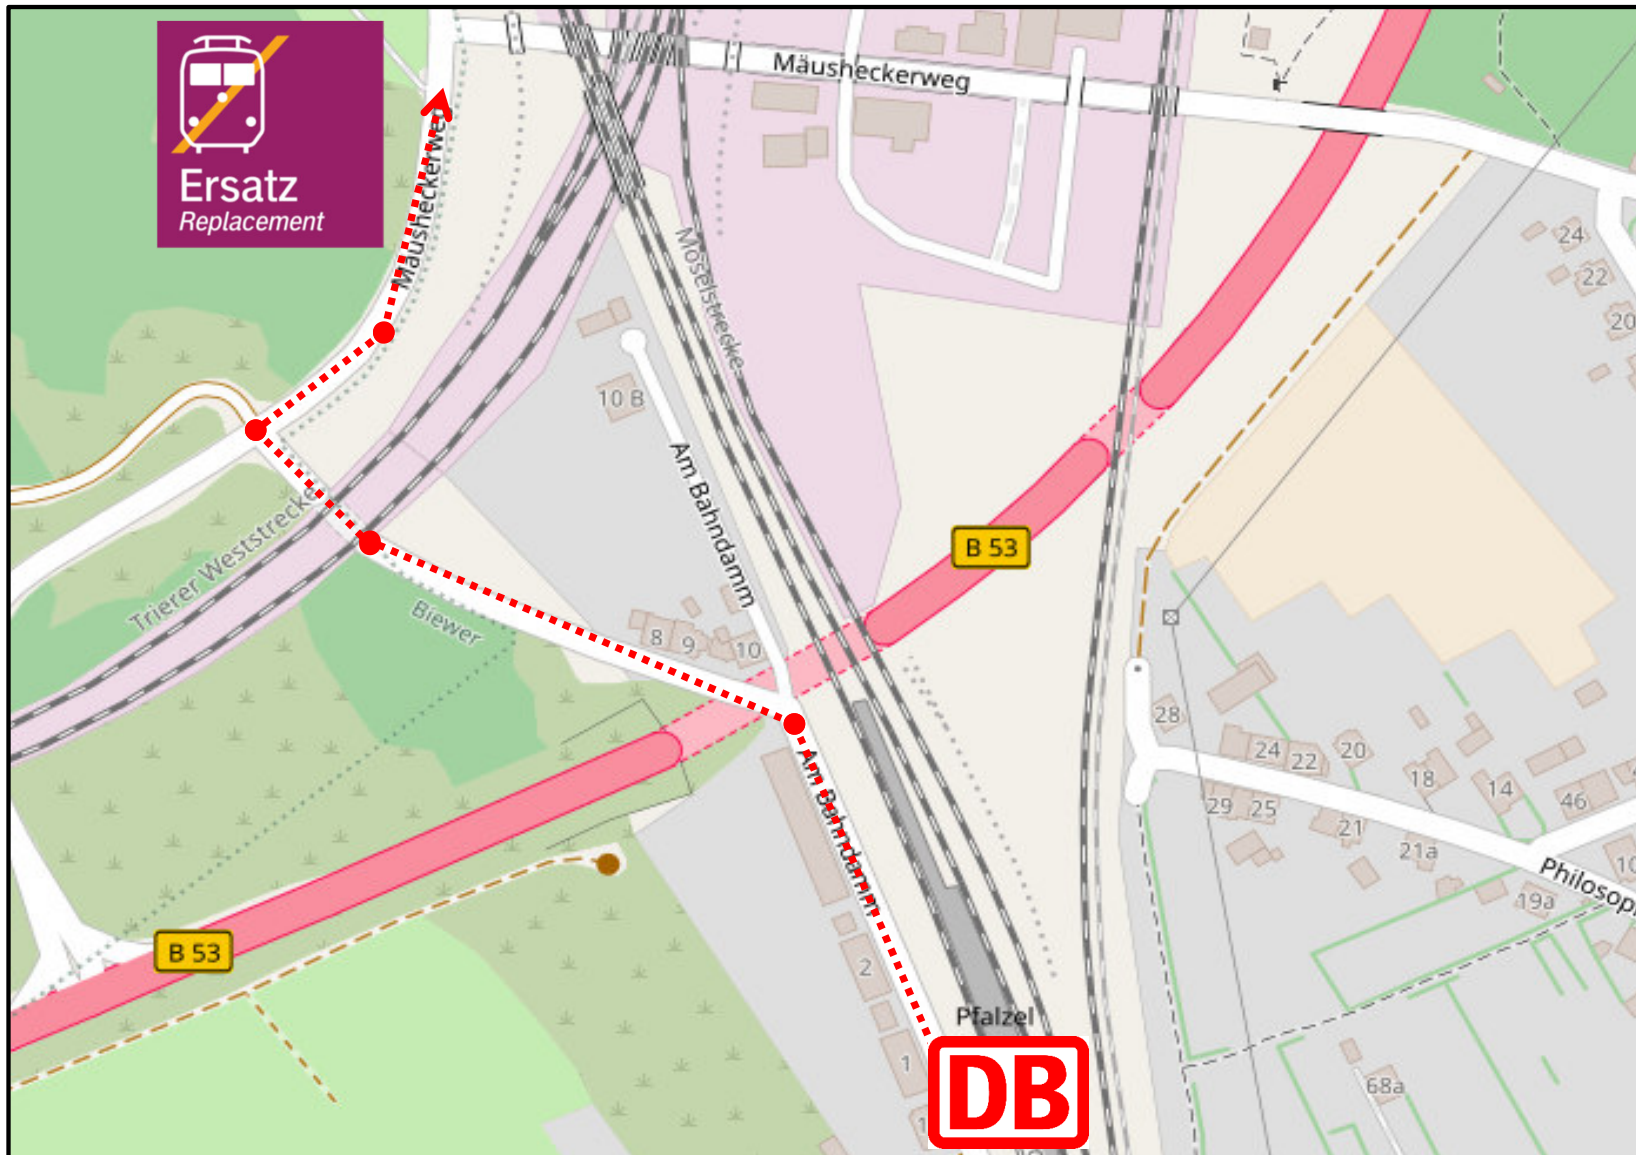 Ersatz
Replacement
Mäusheckerweg
Mäusheckerweg
Moselstrecke
24
22
20
10 B
Am Bahndamm
B 53
Trierer Weststrecke
Biewer
8
9
10
28
24
22
20
18
14
46
29
25
21
21a
10
Philosop
19a
Am Bahndamm
B 53
2
Pfalzel
1
DB
68a